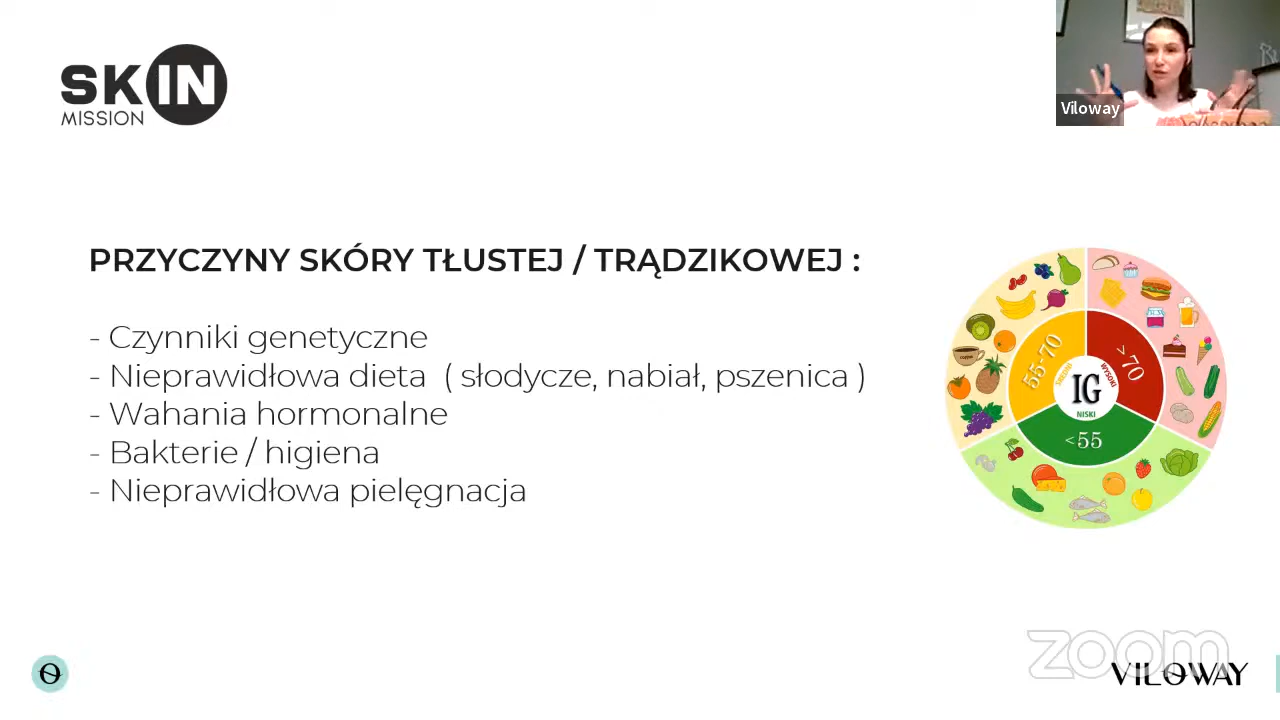 SKIN
MISSION
Viloway
PRZYCZYNY SKÓRY TŁUSTEJ / TRĄDZIKOWEJ :
- Czynniki genetyczne
- Nieprawidłowa dieta ( słodycze, nabiał, pszenica )
- Wahania hormonalne
- Bakterie / higiena
- Nieprawidłowa pielęgnacja
55-70
>70
WYSOKI
IG
NISKI
<55
zoom
VILOWAY